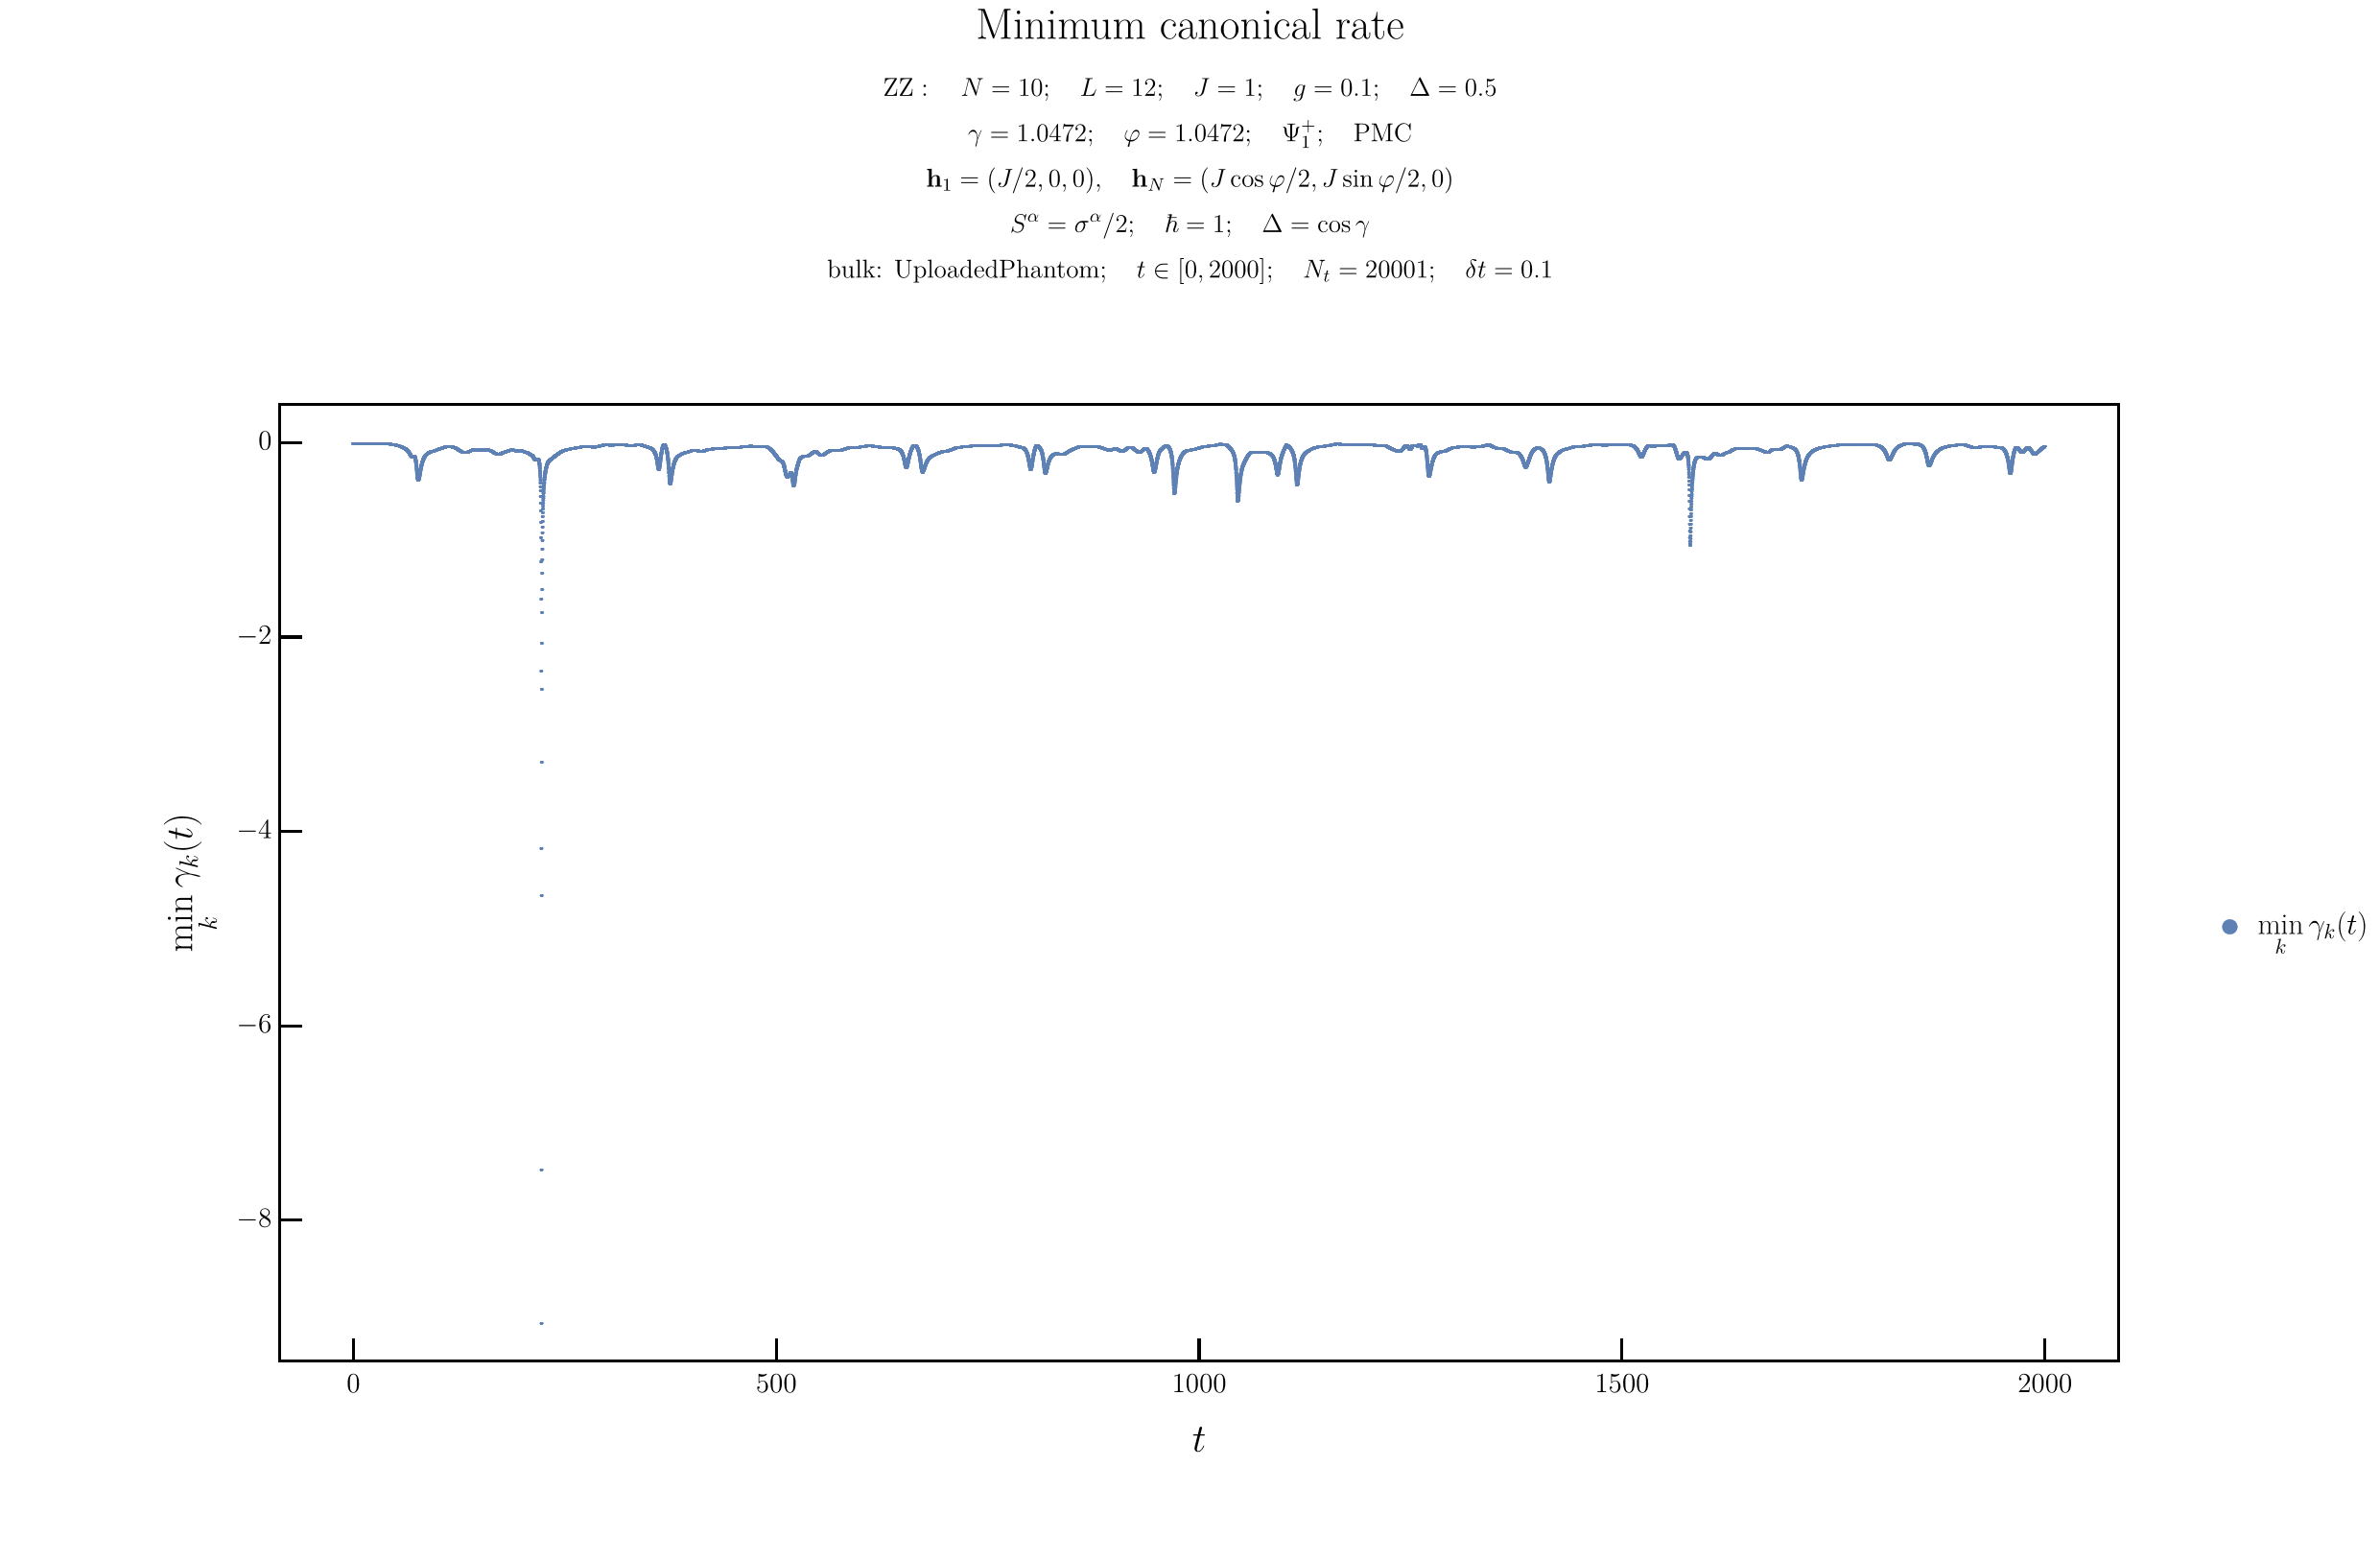 Minimum canonical rate
ZZ : N = 10; L = 12; J = 1; g = 0.1; Δ = 0.5
γ = 1.0472; φ = 1.0472; Ψ₁⁺; PMC
h₁ = (J/2, 0, 0), h_N = (J cos φ/2, J sin φ/2, 0)
S^α = σ^α/2; ℏ = 1; Δ = cos γ
bulk: UploadedPhantom; t ∈ [0, 2000]; N_t = 20001; δt = 0.1
0
−2
−4
−6
−8
min_k γ_k(t)
min_k γ_k(t)
0 500 1000 1500 2000
t